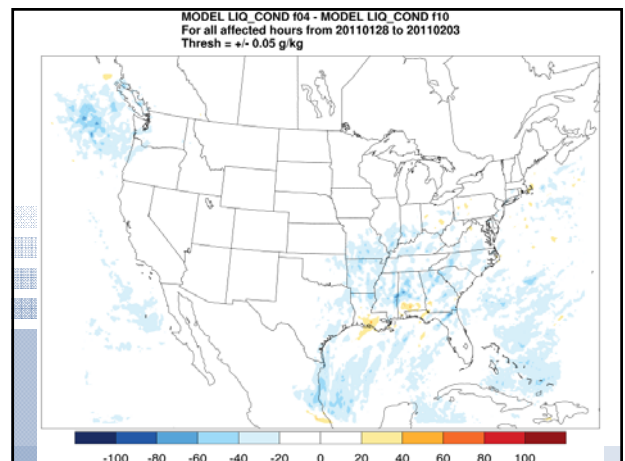 MODEL LIQ_COND f04 - MODEL LIQ_COND f10
For all affected hours from 20110128 to 20110203
Thresh = +/- 0.05 g/kg
-100 -80 -60 -40 -20 0 20 40 60 80 100